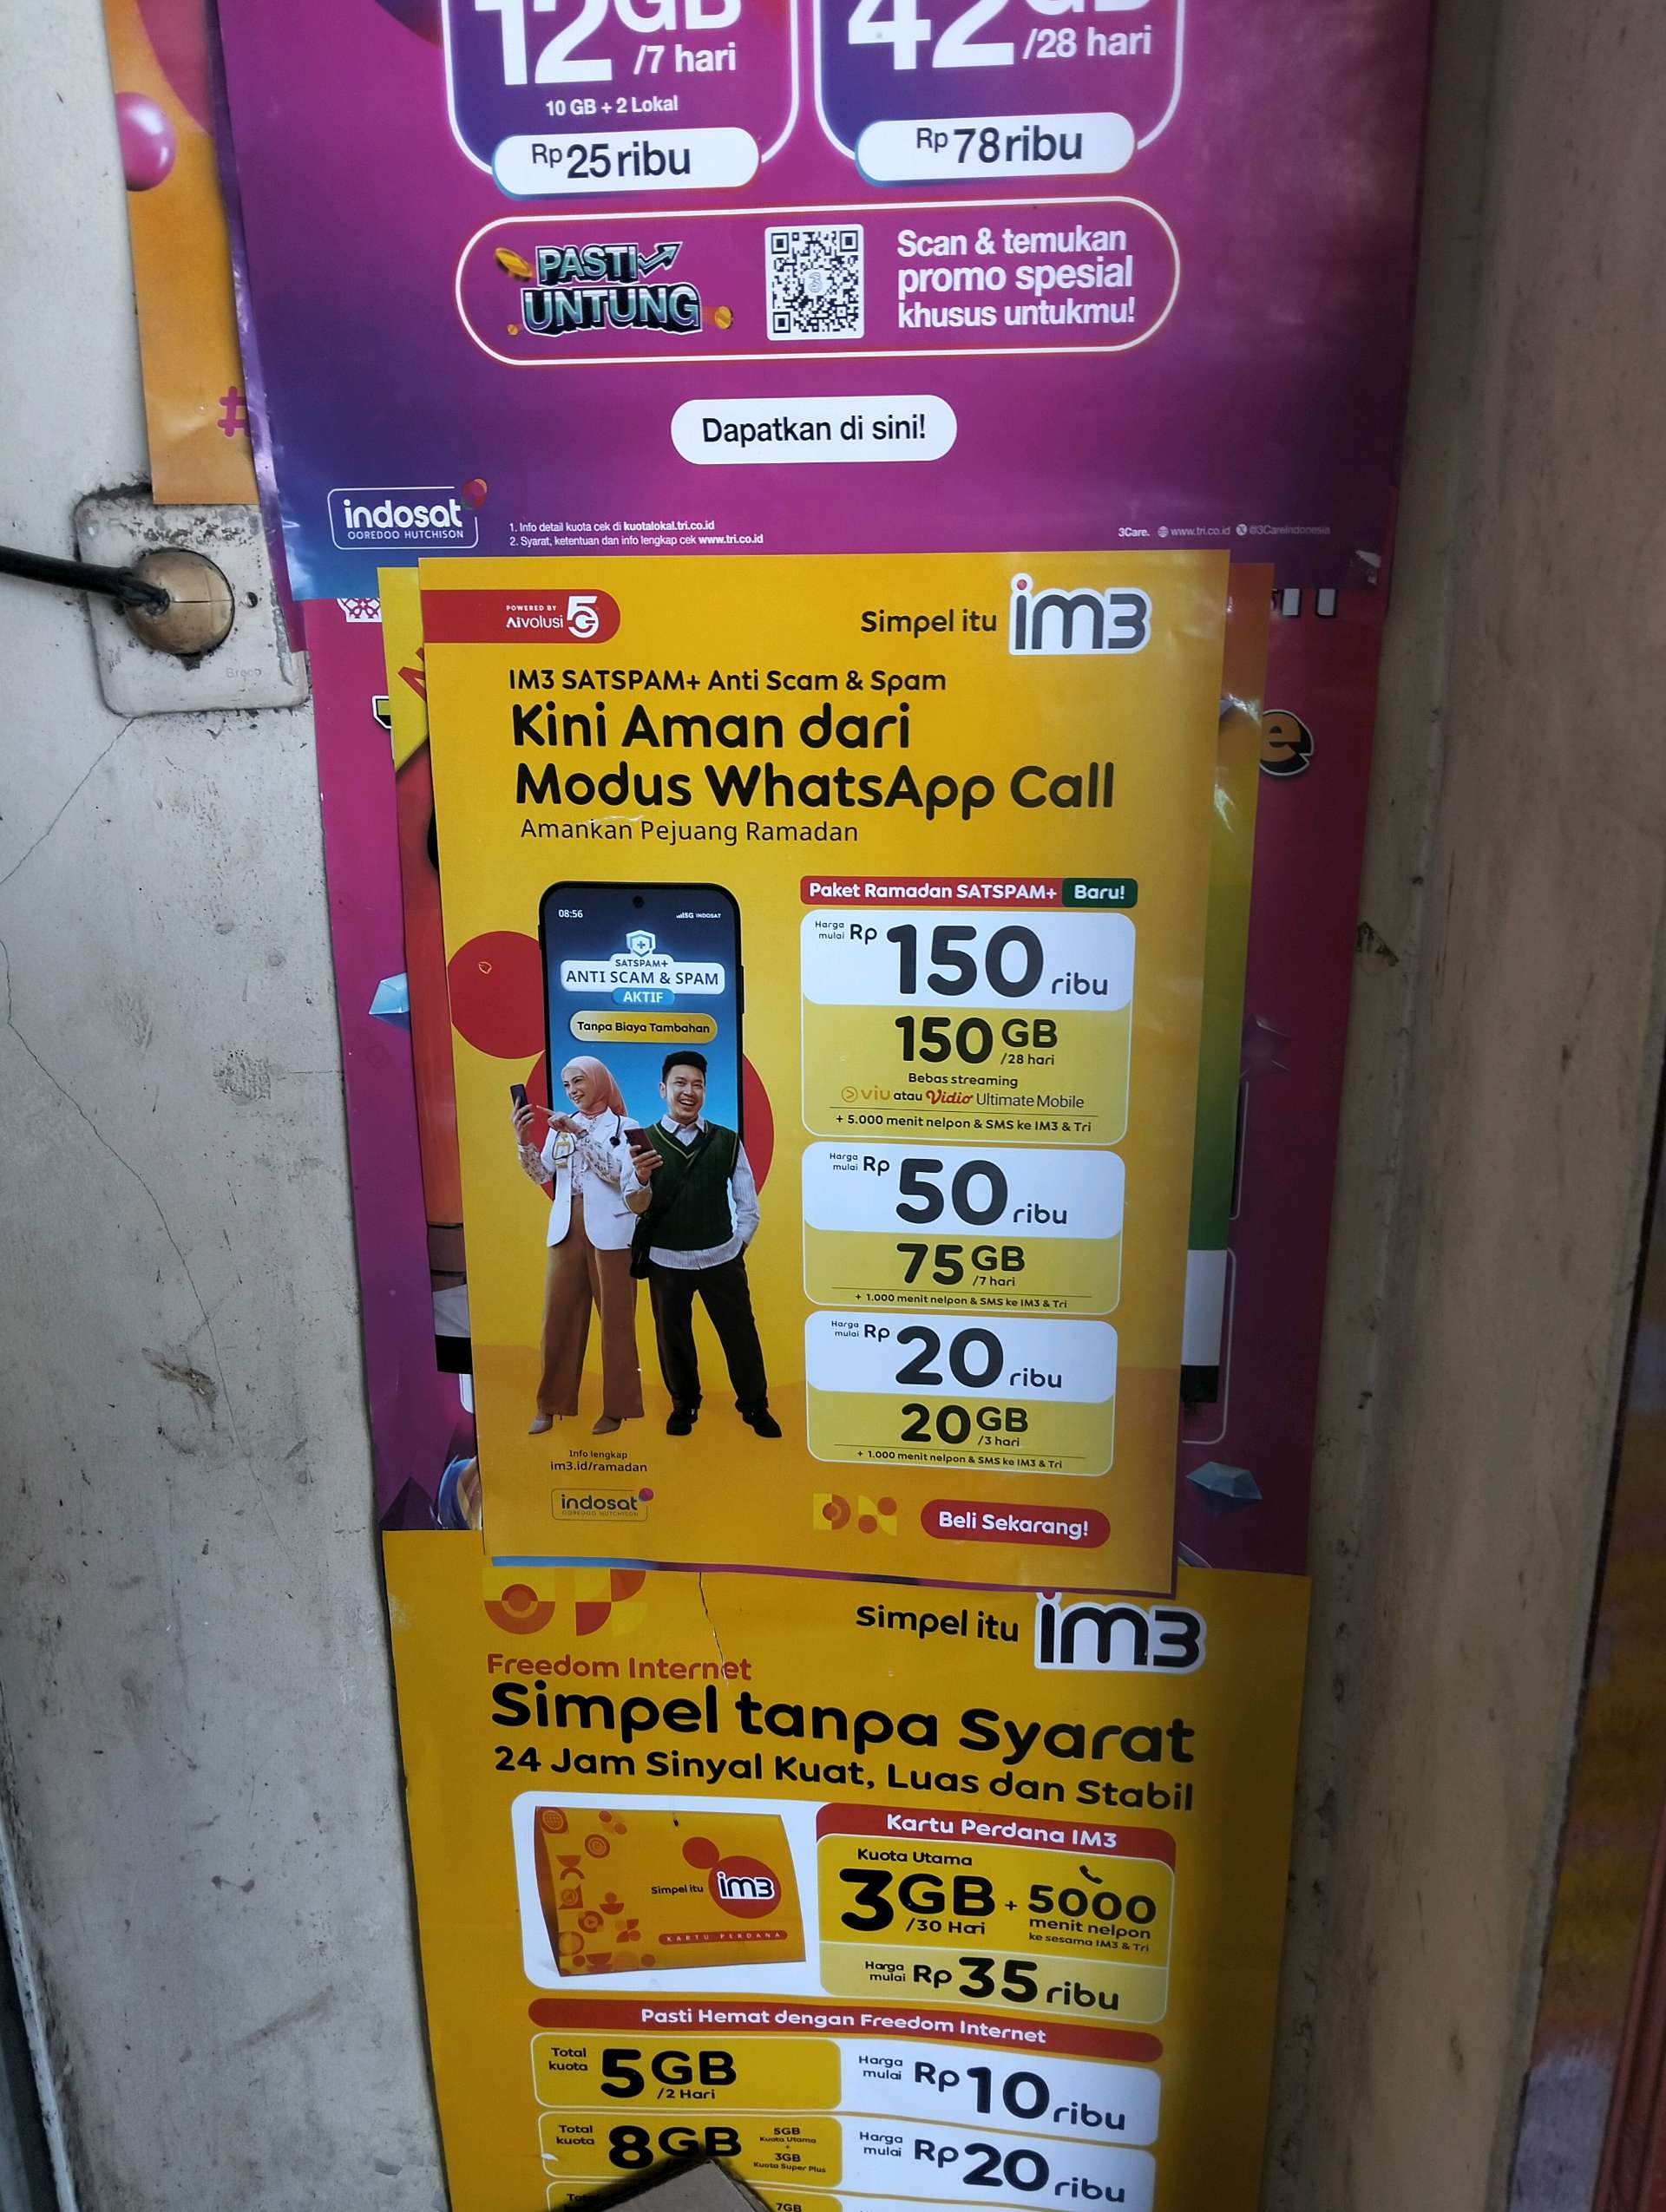 12GB
/7 hari
10 GB + 2 Lokal
Rp25ribu
42GB
/28 hari
Rp78ribu
PASTI
UNTUNG
Scan & temukan
promo spesial
khusus untukmu!
Dapatkan di sini!
#
indosat
OOREDOO HUTCHISON
1. Info detail kuota cek di kuotalokal.tri.co.id
2. Syarat, ketentuan dan info lengkap cek www.tri.co.id
3Care. www.tri.co.id @3CareIndonesia
POWERED BY
AIvolusi 5G
Simpel itu im3
IM3 SATSPAM+ Anti Scam & Spam
Kini Aman dari
Modus WhatsApp Call
Amankan Pejuang Ramadan
08:56
5G INDOSAT
SATSPAM+
ANTI SCAM & SPAM
AKTIF
Tanpa Biaya Tambahan
Paket Ramadan SATSPAM+ Baru!
Harga mulai Rp 150 ribu
150 GB
/28 hari
Bebas streaming
viu atau Vidio Ultimate Mobile
+ 5.000 menit nelpon & SMS ke IM3 & Tri
Harga mulai Rp 50 ribu
75 GB
/7 hari
+ 1.000 menit nelpon & SMS ke IM3 & Tri
Harga mulai Rp 20 ribu
20 GB
/3 hari
+ 1.000 menit nelpon & SMS ke IM3 & Tri
Info lengkap
im3.id/ramadan
indosat
OOREDOO HUTCHISON
Beli Sekarang!
e
Simpel itu im3
Freedom Internet
Simpel tanpa Syarat
24 Jam Sinyal Kuat, Luas dan Stabil
Simpel itu im3
KARTU PERDANA
Kartu Perdana IM3
Kuota Utama
3GB + 5000
/30 Hari
menit nelpon
ke sesama IM3 & Tri
Harga mulai Rp 35 ribu
Pasti Hemat dengan Freedom Internet
Total kuota 5GB
/2 Hari
Harga mulai Rp 10 ribu
Total kuota 8GB
5GB
Kuota Utama
+
3GB
Kuota Super Plus
Harga mulai Rp 20 ribu
7GB